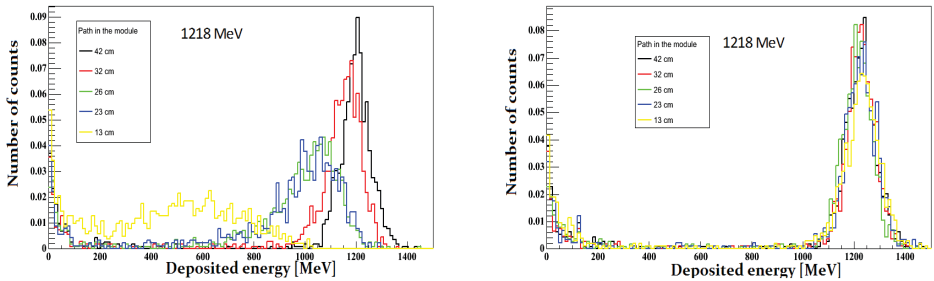 Number of counts
0.09
0.08
0.07
0.06
0.05
0.04
0.03
0.02
0.01
0
1218 MeV
Path in the module
42 cm
32 cm
26 cm
23 cm
13 cm
0 200 400 600 800 1000 1200 1400
Deposited energy [MeV]
Number of counts
0.08
0.07
0.06
0.05
0.04
0.03
0.02
0.01
0
1218 MeV
Path in the module
42 cm
32 cm
26 cm
23 cm
13 cm
0 200 400 600 800 1000 1200 1400
Deposited energy [MeV]